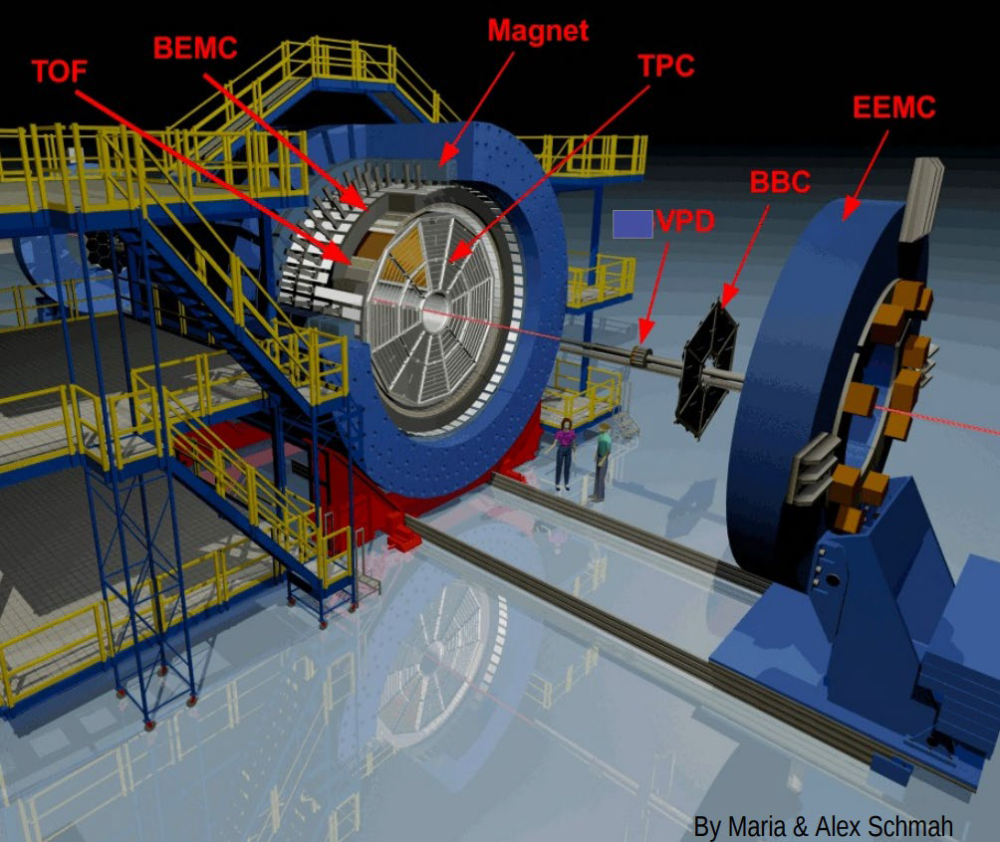 Magnet
BEMC
TOF
TPC
EEMC
BBC
VPD
By Maria & Alex Schmah